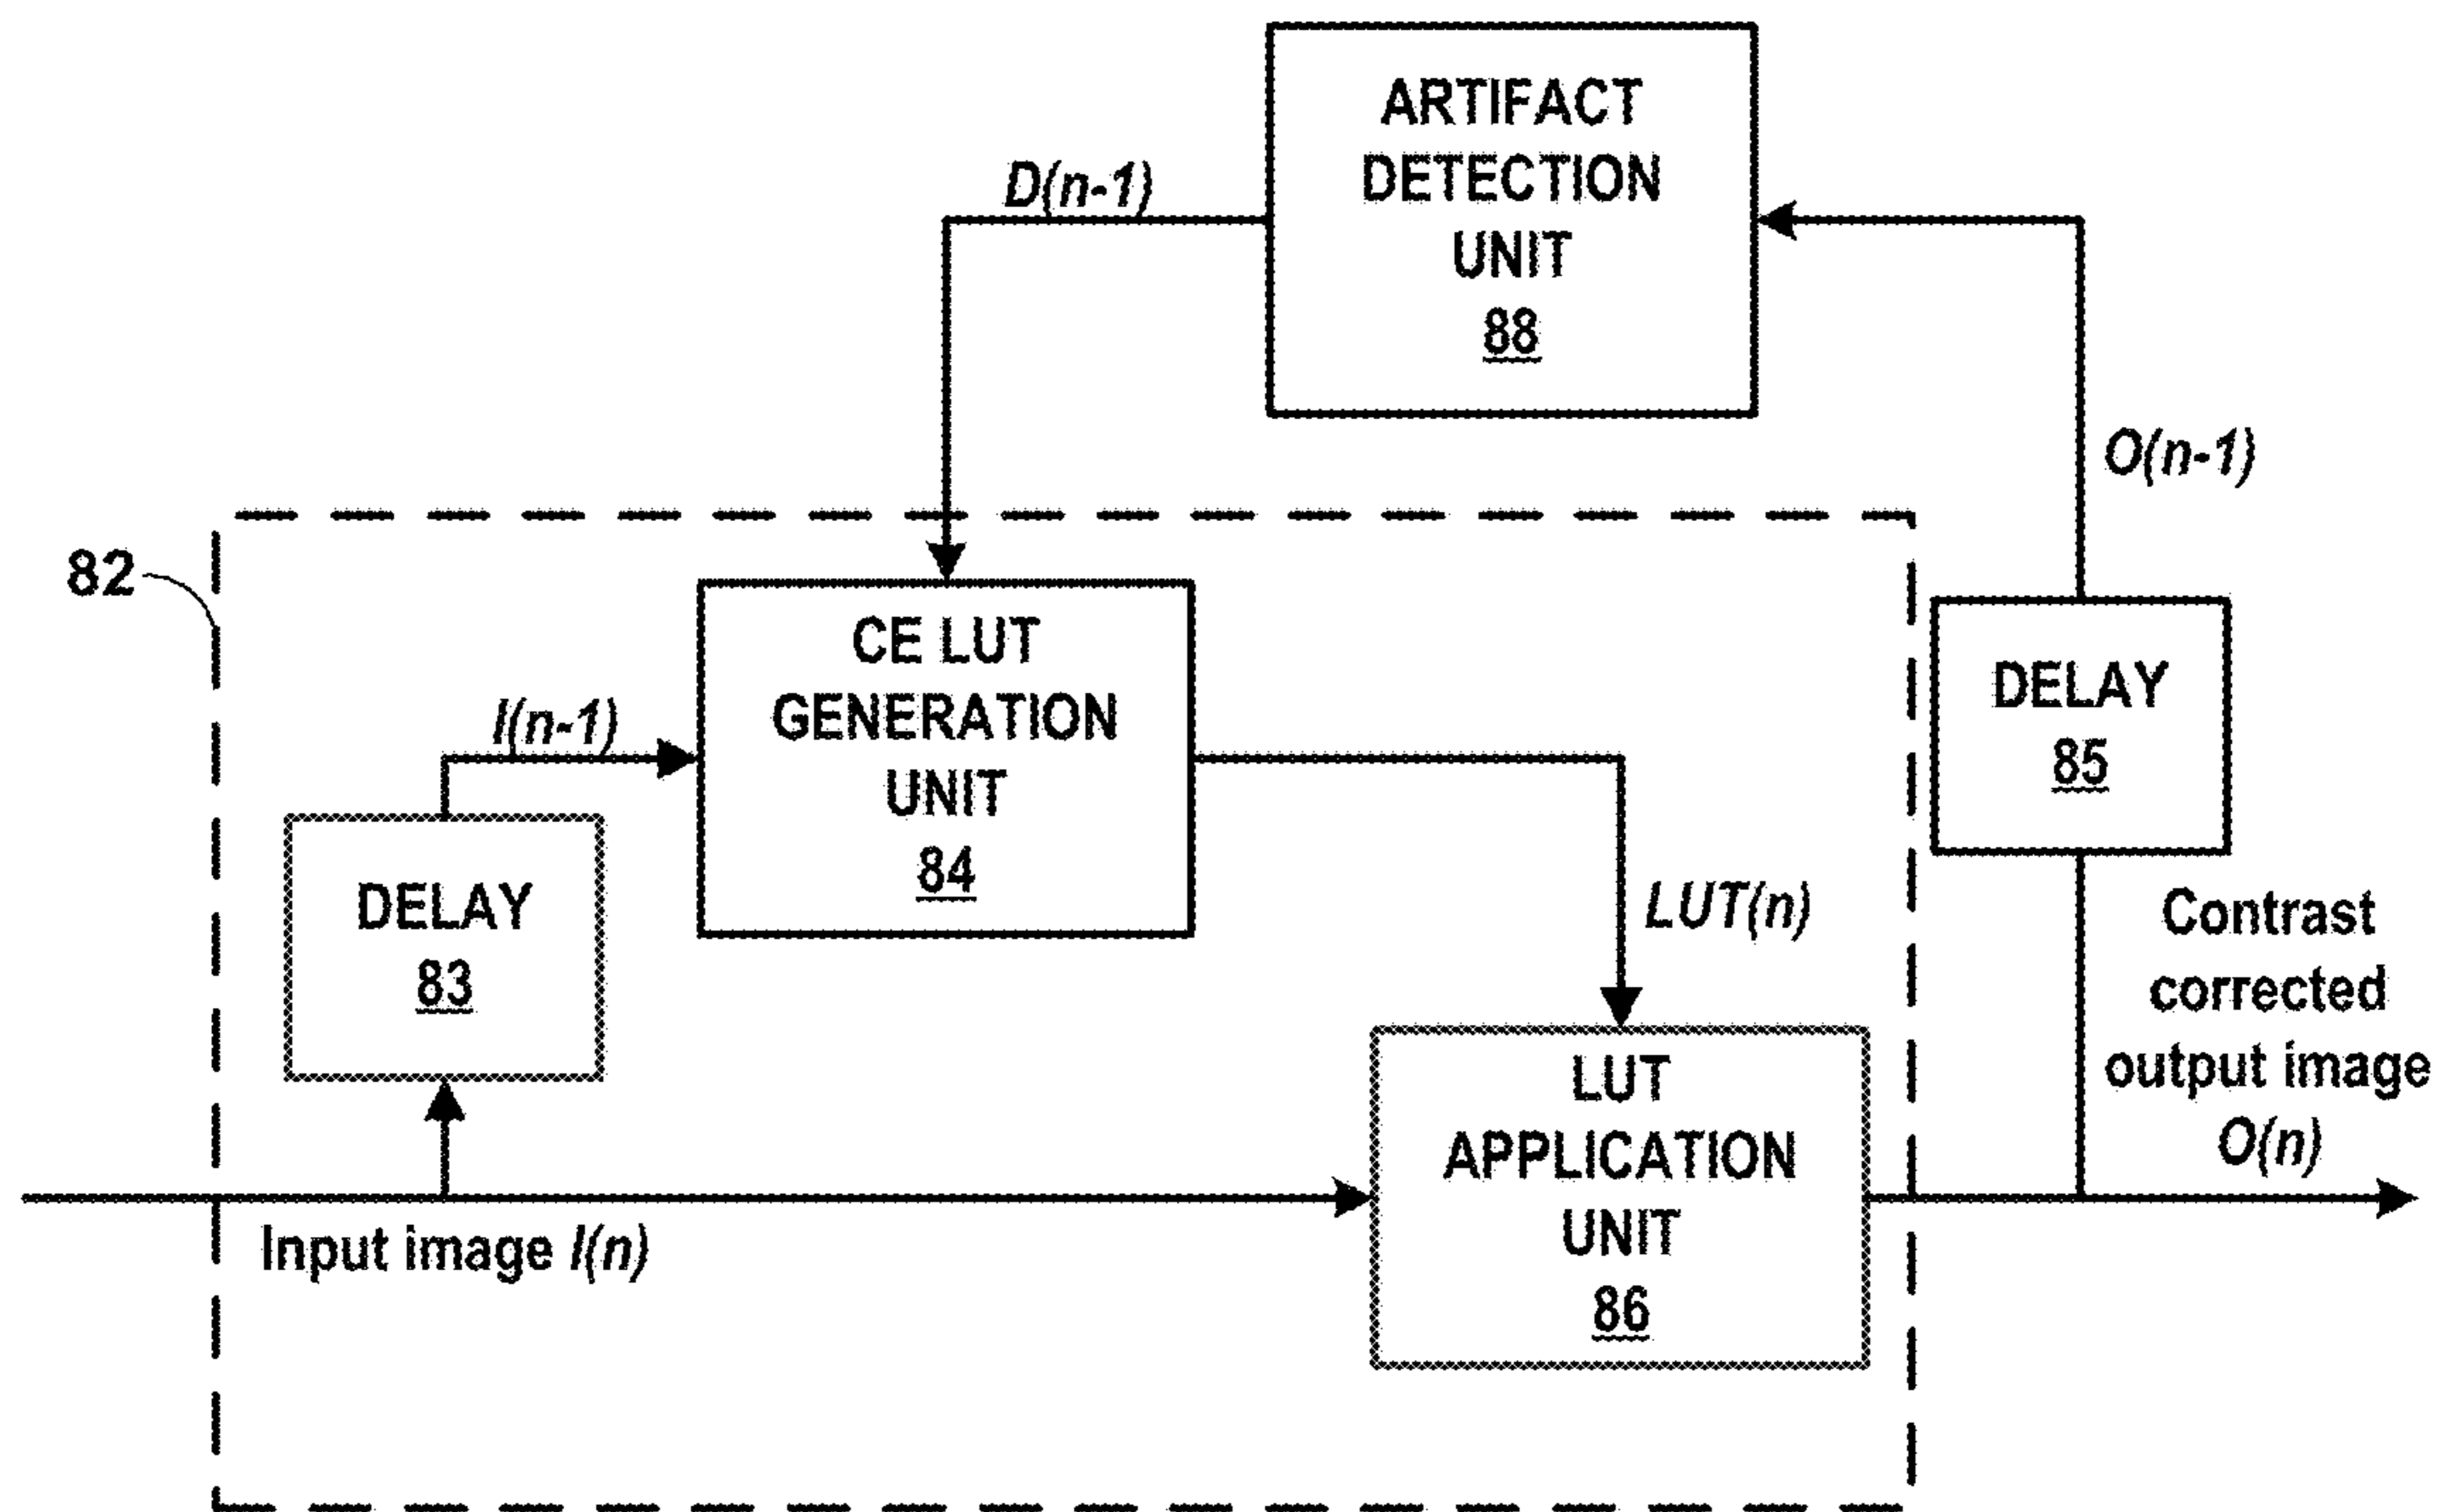 ARTIFACT
DETECTION
UNIT
88
D(n-1)
O(n-1)
82
CE LUT
GENERATION
UNIT
84
I(n-1)
DELAY
85
DELAY
83
LUT(n)
Contrast
corrected
output image
O(n)
LUT
APPLICATION
UNIT
86
Input image I(n)